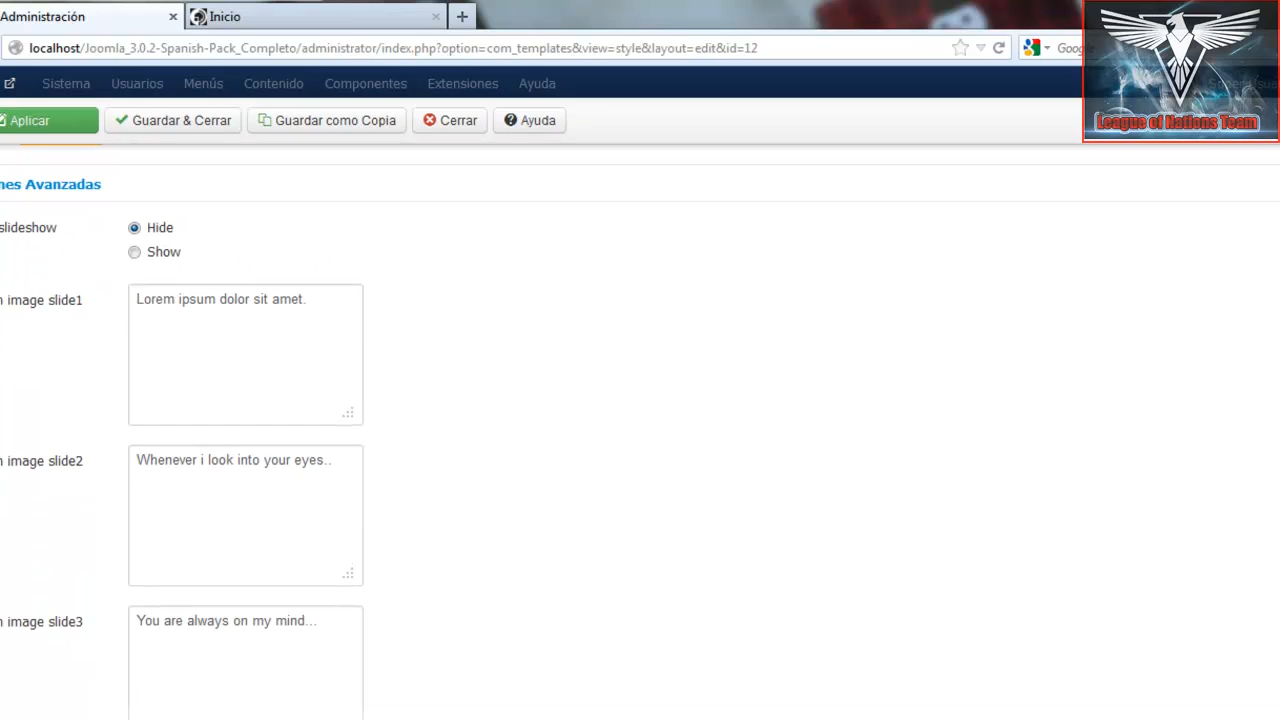 Administración
Inicio
localhost/Joomla_3.0.2-Spanish-Pack_Completo/administrator/index.php?option=com_templates&view=style&layout=edit&id=12
Goog
Sistema Usuarios Menús Contenido Componentes Extensiones Ayuda
Aplicar Guardar & Cerrar Guardar como Copia Cerrar Ayuda
League of Nations Team
nes Avanzadas
slideshow
Hide
Show
n image slide1
Lorem ipsum dolor sit amet.
n image slide2
Whenever i look into your eyes..
n image slide3
You are always on my mind...